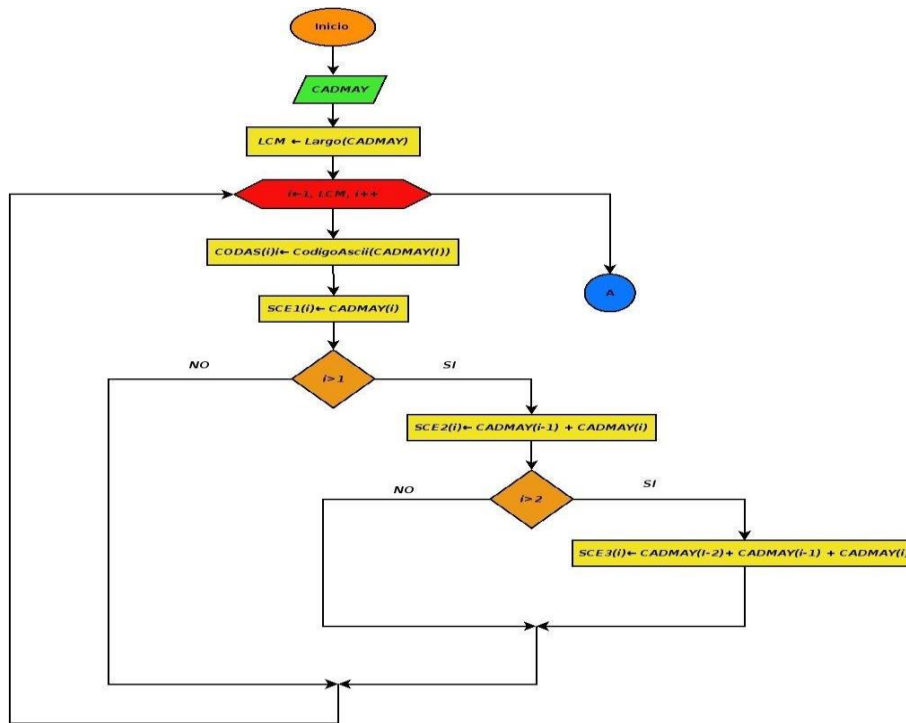 Inicio
CADMAY
LCM ← Largo(CADMAY)
i←1, LCM, i++
CODAS(i)i← CodigoAscii(CADMAY(I))
A
SCE1(i)← CADMAY(i)
NO
SI
i>1
SCE2(i)← CADMAY(i-1) + CADMAY(i)
NO
SI
i>2
SCE3(i)← CADMAY(I-2)+ CADMAY(i-1) + CADMAY(i)